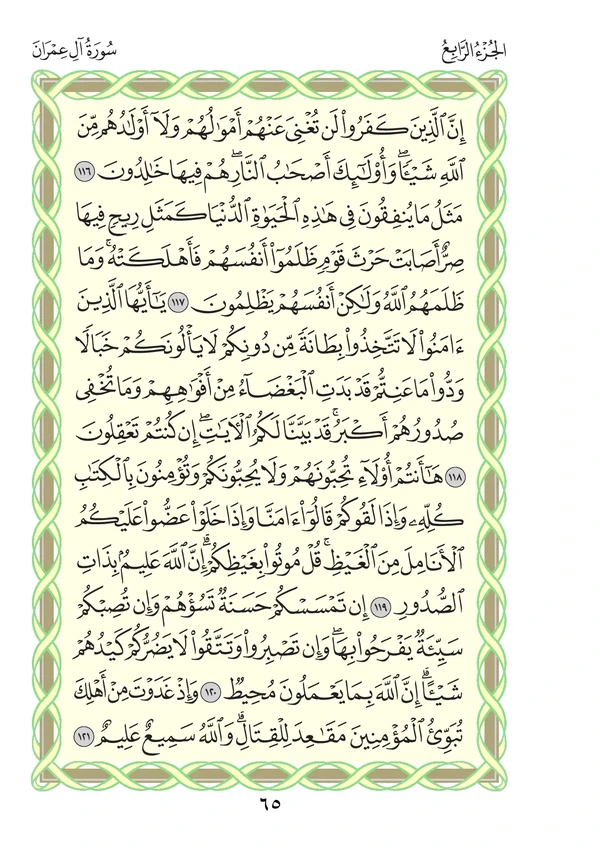 الجُزْءُ الرَّابِعُ
سُورَةُ آلِ عِمْرَانَ
إِنَّ ٱلَّذِينَ كَفَرُوا۟ لَن تُغْنِىَ عَنْهُمْ أَمْوَٰلُهُمْ وَلَآ أَوْلَـٰدُهُم مِّنَ
ٱللَّهِ شَيْـًٔا ۖ وَأُو۟لَـٰٓئِكَ أَصْحَـٰبُ ٱلنَّارِ ۚ هُمْ فِيهَا خَـٰلِدُونَ ١١٦
مَثَلُ مَا يُنفِقُونَ فِى هَـٰذِهِ ٱلْحَيَوٰةِ ٱلدُّنْيَا كَمَثَلِ رِيحٍ فِيهَا
صِرٌّ أَصَابَتْ حَرْثَ قَوْمٍ ظَلَمُوٓا۟ أَنفُسَهُمْ فَأَهْلَكَتْهُ ۚ وَمَا
ظَلَمَهُمُ ٱللَّهُ وَلَـٰكِنْ أَنفُسَهُمْ يَظْلِمُونَ ١١٧ يَـٰٓأَيُّهَا ٱلَّذِينَ
ءَامَنُوا۟ لَا تَتَّخِذُوا۟ بِطَانَةً مِّن دُونِكُمْ لَا يَأْلُونَكُمْ خَبَالًا
وَدُّوا۟ مَا عَنِتُّمْ قَدْ بَدَتِ ٱلْبَغْضَآءُ مِنْ أَفْوَٰهِهِمْ وَمَا تُخْفِى
صُدُورُهُمْ أَكْبَرُ ۚ قَدْ بَيَّنَّا لَكُمُ ٱلْـَٔايَـٰتِ ۖ إِن كُنتُمْ تَعْقِلُونَ
١١٨ هَـٰٓأَنتُمْ أُو۟لَآءِ تُحِبُّونَهُمْ وَلَا يُحِبُّونَكُمْ وَتُؤْمِنُونَ بِٱلْكِتَـٰبِ
كُلِّهِۦ وَإِذَا لَقُوكُمْ قَالُوٓا۟ ءَامَنَّا وَإِذَا خَلَوْا۟ عَضُّوا۟ عَلَيْكُمُ
ٱلْأَنَامِلَ مِنَ ٱلْغَيْظِ ۚ قُلْ مُوتُوا۟ بِغَيْظِكُمْ ۗ إِنَّ ٱللَّهَ عَلِيمٌۢ بِذَاتِ
ٱلصُّدُورِ ١١٩ إِن تَمْسَسْكُمْ حَسَنَةٌ تَسُؤْهُمْ وَإِن تُصِبْكُمْ
سَيِّئَةٌ يَفْرَحُوا۟ بِهَا ۖ وَإِن تَصْبِرُوا۟ وَتَتَّقُوا۟ لَا يَضُرُّكُمْ كَيْدُهُمْ
شَيْـًٔا ۗ إِنَّ ٱللَّهَ بِمَا يَعْمَلُونَ مُحِيطٌ ١٢٠ وَإِذْ غَدَوْتَ مِنْ أَهْلِكَ
تُبَوِّئُ ٱلْمُؤْمِنِينَ مَقَـٰعِدَ لِلْقِتَالِ ۗ وَٱللَّهُ سَمِيعٌ عَلِيمٌ ١٢١
٦٥